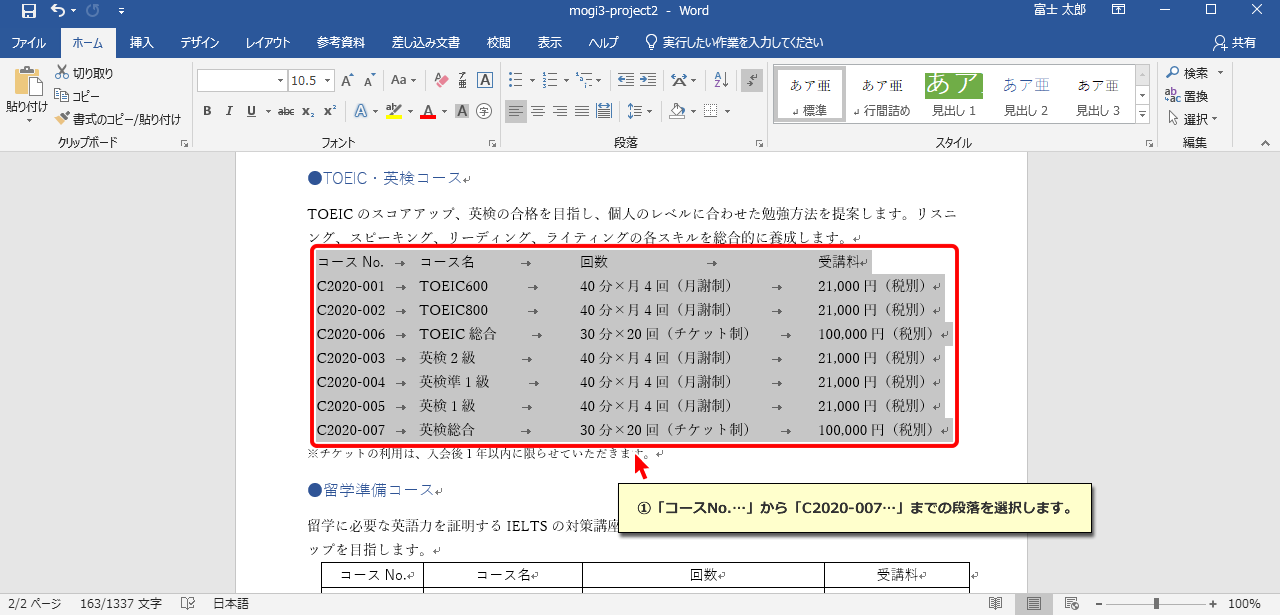 mogi3-project2 - Word
富士 太郎
ファイル ホーム 挿入 デザイン レイアウト 参考資料 差し込み文書 校閲 表示 ヘルプ 実行したい作業を入力してください 共有
貼り付け
切り取り
コピー
書式のコピー/貼り付け
クリップボード
10.5
A A Aa A
B I U abc x₂ x² A A A 字
フォント
段落
あア亜 あア亜 あア亜 あア亜 あア亜
標準 行間詰め 見出し 1 見出し 2 見出し 3
スタイル
検索
置換
選択
編集
●TOEIC・英検コース
TOEIC のスコアアップ、英検の合格を目指し、個人のレベルに合わせた勉強方法を提案します。リスニ
ング、スピーキング、リーディング、ライティングの各スキルを総合的に養成します。
コース No. → コース名 → 回数 → 受講料
C2020-001 → TOEIC600 → 40 分×月 4 回（月謝制） → 21,000 円（税別）
C2020-002 → TOEIC800 → 40 分×月 4 回（月謝制） → 21,000 円（税別）
C2020-006 → TOEIC 総合 → 30 分×20 回（チケット制） → 100,000 円（税別）
C2020-003 → 英検 2 級 → 40 分×月 4 回（月謝制） → 21,000 円（税別）
C2020-004 → 英検準 1 級 → 40 分×月 4 回（月謝制） → 21,000 円（税別）
C2020-005 → 英検 1 級 → 40 分×月 4 回（月謝制） → 21,000 円（税別）
C2020-007 → 英検総合 → 30 分×20 回（チケット制） → 100,000 円（税別）
※チケットの利用は、入会後 1 年以内に限らせていただきます。
●留学準備コース
①「コースNo.…」から「C2020-007…」までの段落を選択します。
留学に必要な英語力を証明する IELTS の対策講座
ップを目指します。
コース No. コース名 回数 受講料
2/2 ページ 163/1337 文字 日本語 100%